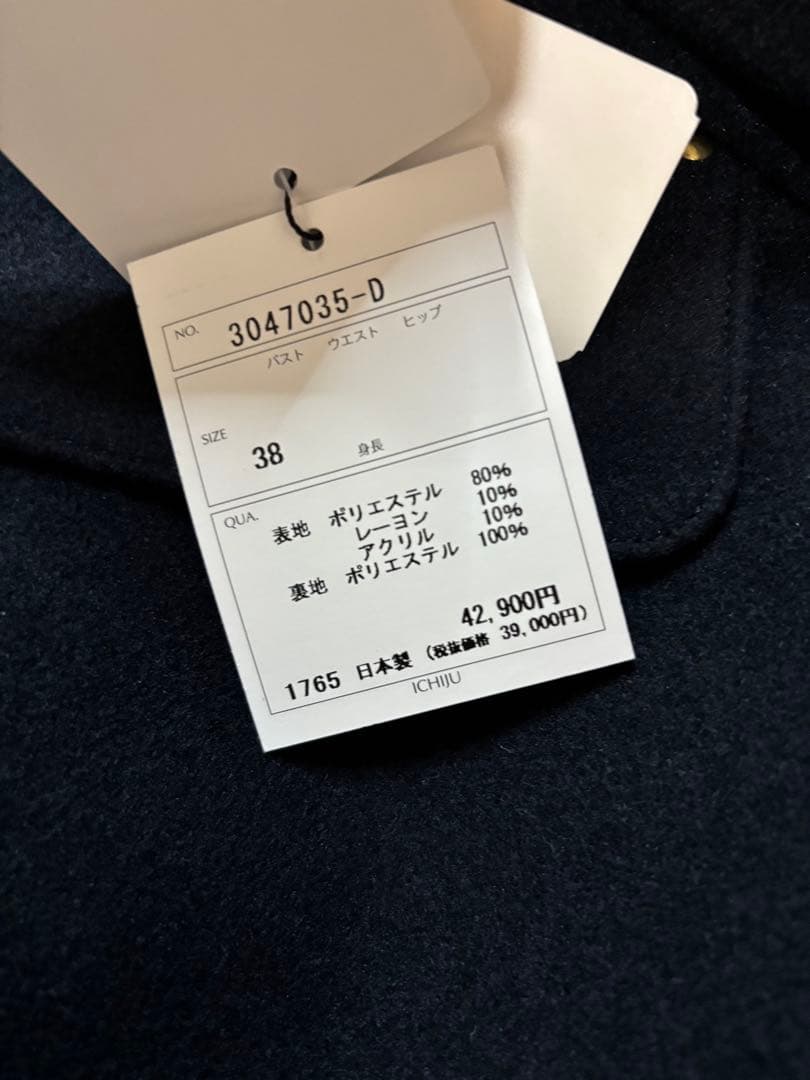 NO. 3047035-D
バスト ウエスト ヒップ
SIZE 38 身長
QUA. 表地 ポリエステル 80%
レーヨン 10%
アクリル 10%
裏地 ポリエステル 100%
42,900円
1765 日本製 (税抜価格 39,000円)
ICHIJU